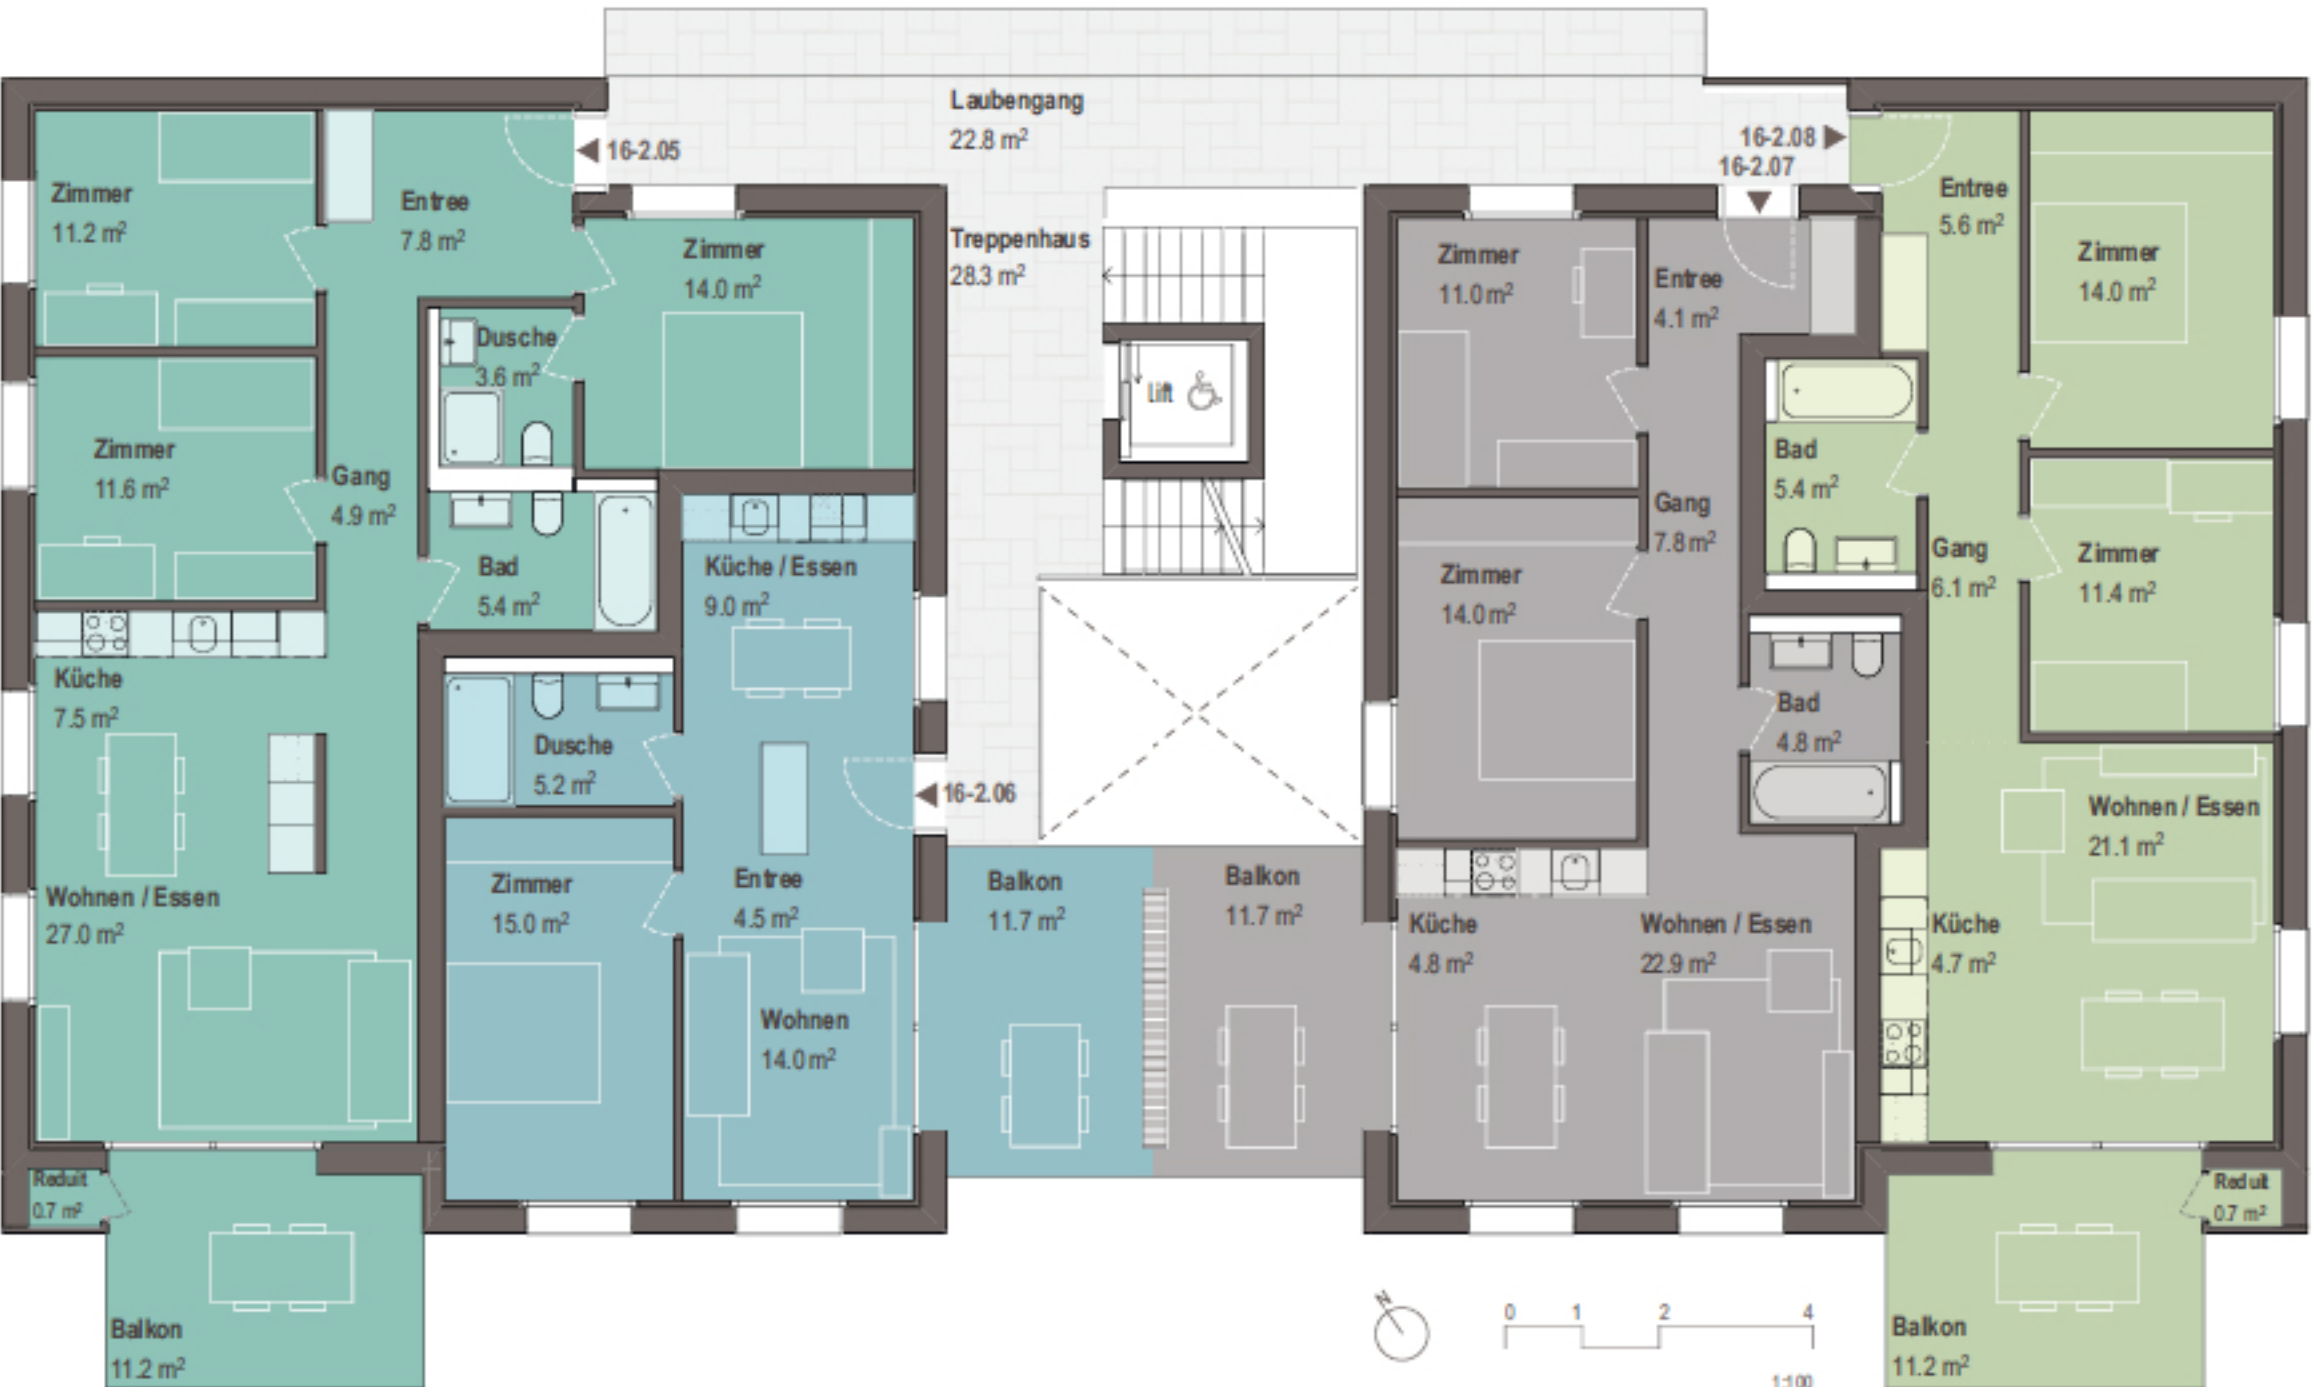 Laubengang
22.8 m²
16-2.05
16-2.08
16-2.07
Zimmer
11.2 m²
Entree
7.8 m²
Zimmer
14.0 m²
Treppenhaus
28.3 m²
Zimmer
11.0 m²
Entree
4.1 m²
Entree
5.6 m²
Zimmer
14.0 m²
Dusche
3.6 m²
Lift
Zimmer
11.6 m²
Gang
4.9 m²
Bad
5.4 m²
Gang
7.8 m²
Bad
5.4 m²
Küche / Essen
9.0 m²
Zimmer
14.0 m²
Gang
6.1 m²
Zimmer
11.4 m²
Küche
7.5 m²
Dusche
5.2 m²
16-2.06
Bad
4.8 m²
Wohnen / Essen
21.1 m²
Wohnen / Essen
27.0 m²
Zimmer
15.0 m²
Entree
4.5 m²
Balkon
11.7 m²
Balkon
11.7 m²
Küche
4.8 m²
Wohnen / Essen
22.9 m²
Küche
4.7 m²
Wohnen
14.0 m²
Reduit
0.7 m²
Reduit
0.7 m²
Balkon
11.2 m²
N
0 1 2 4
1:100
Balkon
11.2 m²